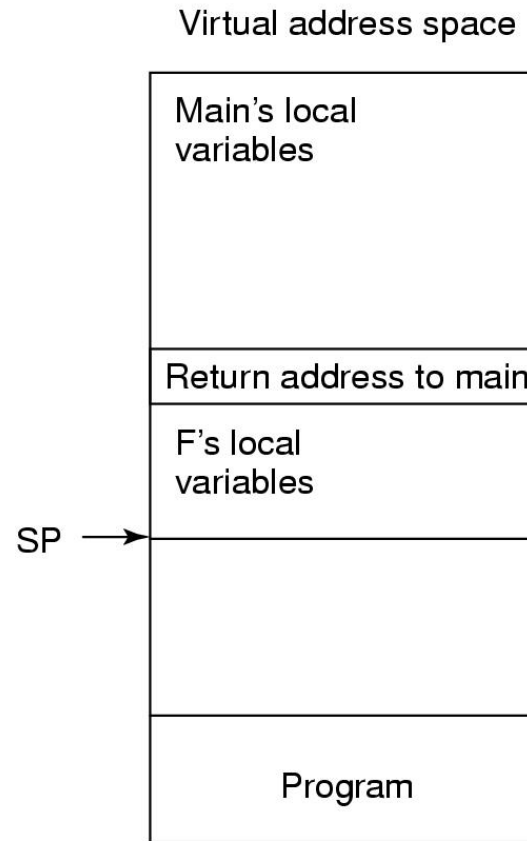 Virtual address space
Main’s local
variables
Return address to main
F’s local
variables
SP
Program